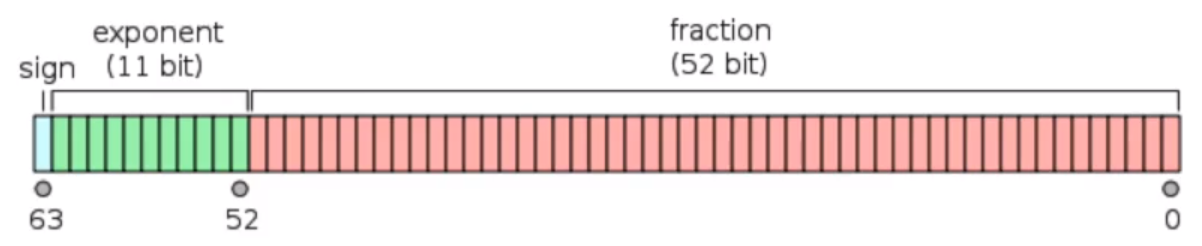 exponent
fraction
sign (11 bit)
(52 bit)
63
52
0